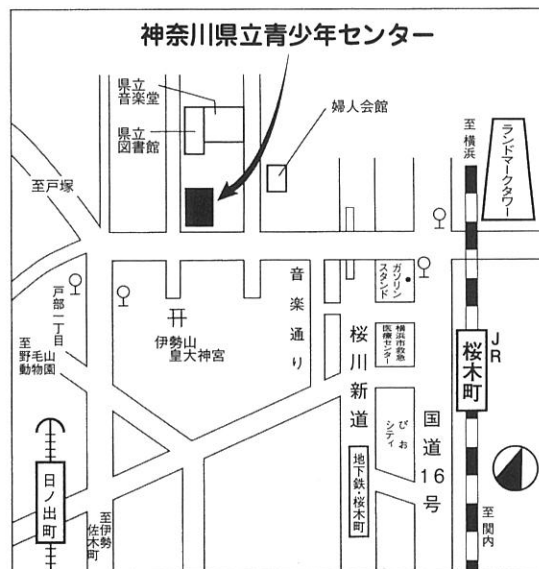 神奈川県立青少年センター
県立
音楽堂
県立
図書館
婦人会館
至横浜
ランドマークタワー
至戸塚
戸部一丁目
至
野毛山
動物園
伊勢山
皇大神宮
音楽通り
ガソリン
スタンド
横浜市救急
医療センター
桜川新道
ぴお
シティ
国道16号
JR
桜木町
地下鉄・桜木町
日ノ出町
至伊勢
佐木町
至関内